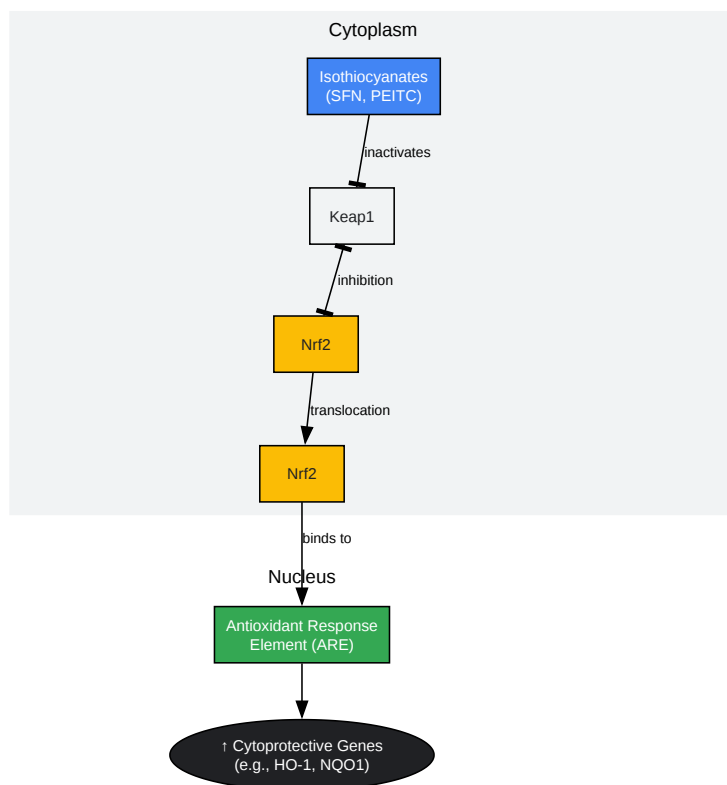 Cytoplasm
Isothiocyanates
(SFN, PEITC)
inactivates
Keap1
inhibition
Nrf2
translocation
Nrf2
binds to
Nucleus
Antioxidant Response
Element (ARE)
↑ Cytoprotective Genes
(e.g., HO-1, NQO1)